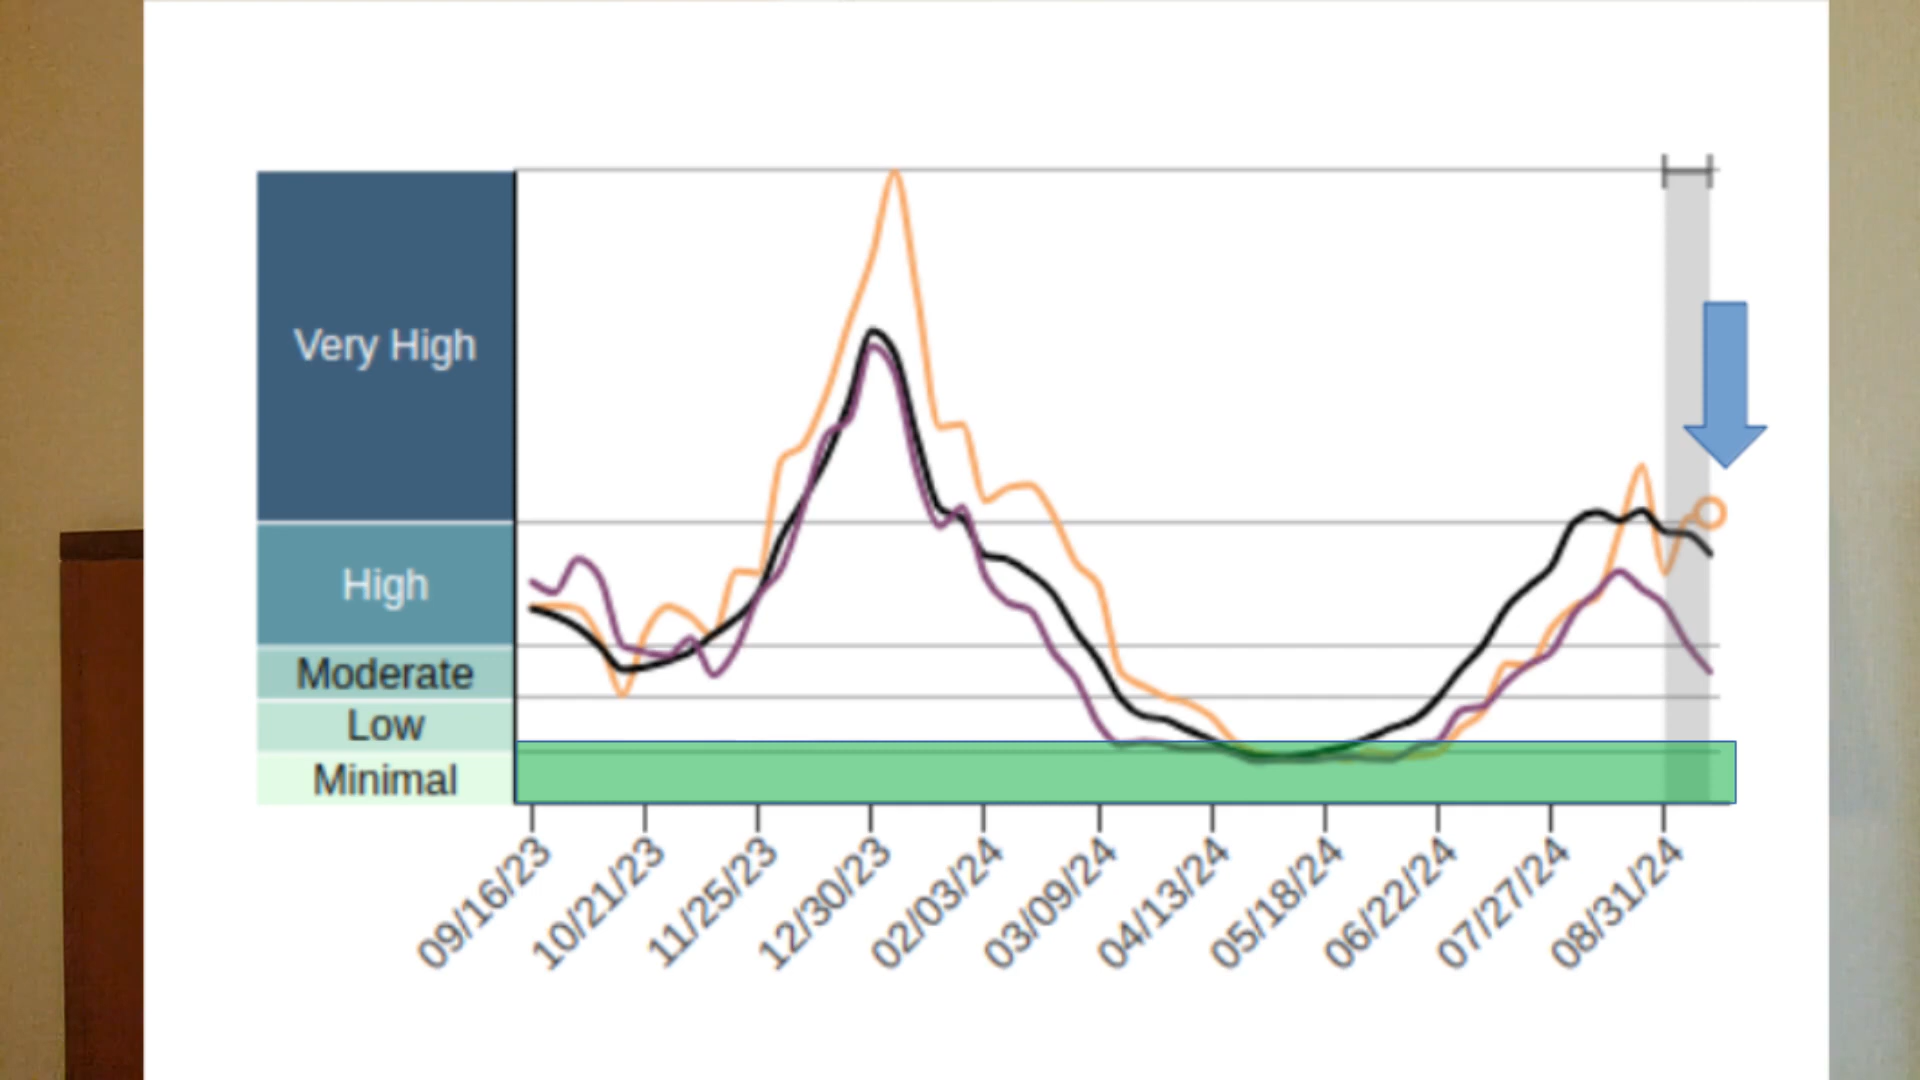 Very High
High
Moderate
Low
Minimal
09/16/23
10/21/23
11/25/23
12/30/23
02/03/24
03/09/24
04/13/24
05/18/24
06/22/24
07/27/24
08/31/24